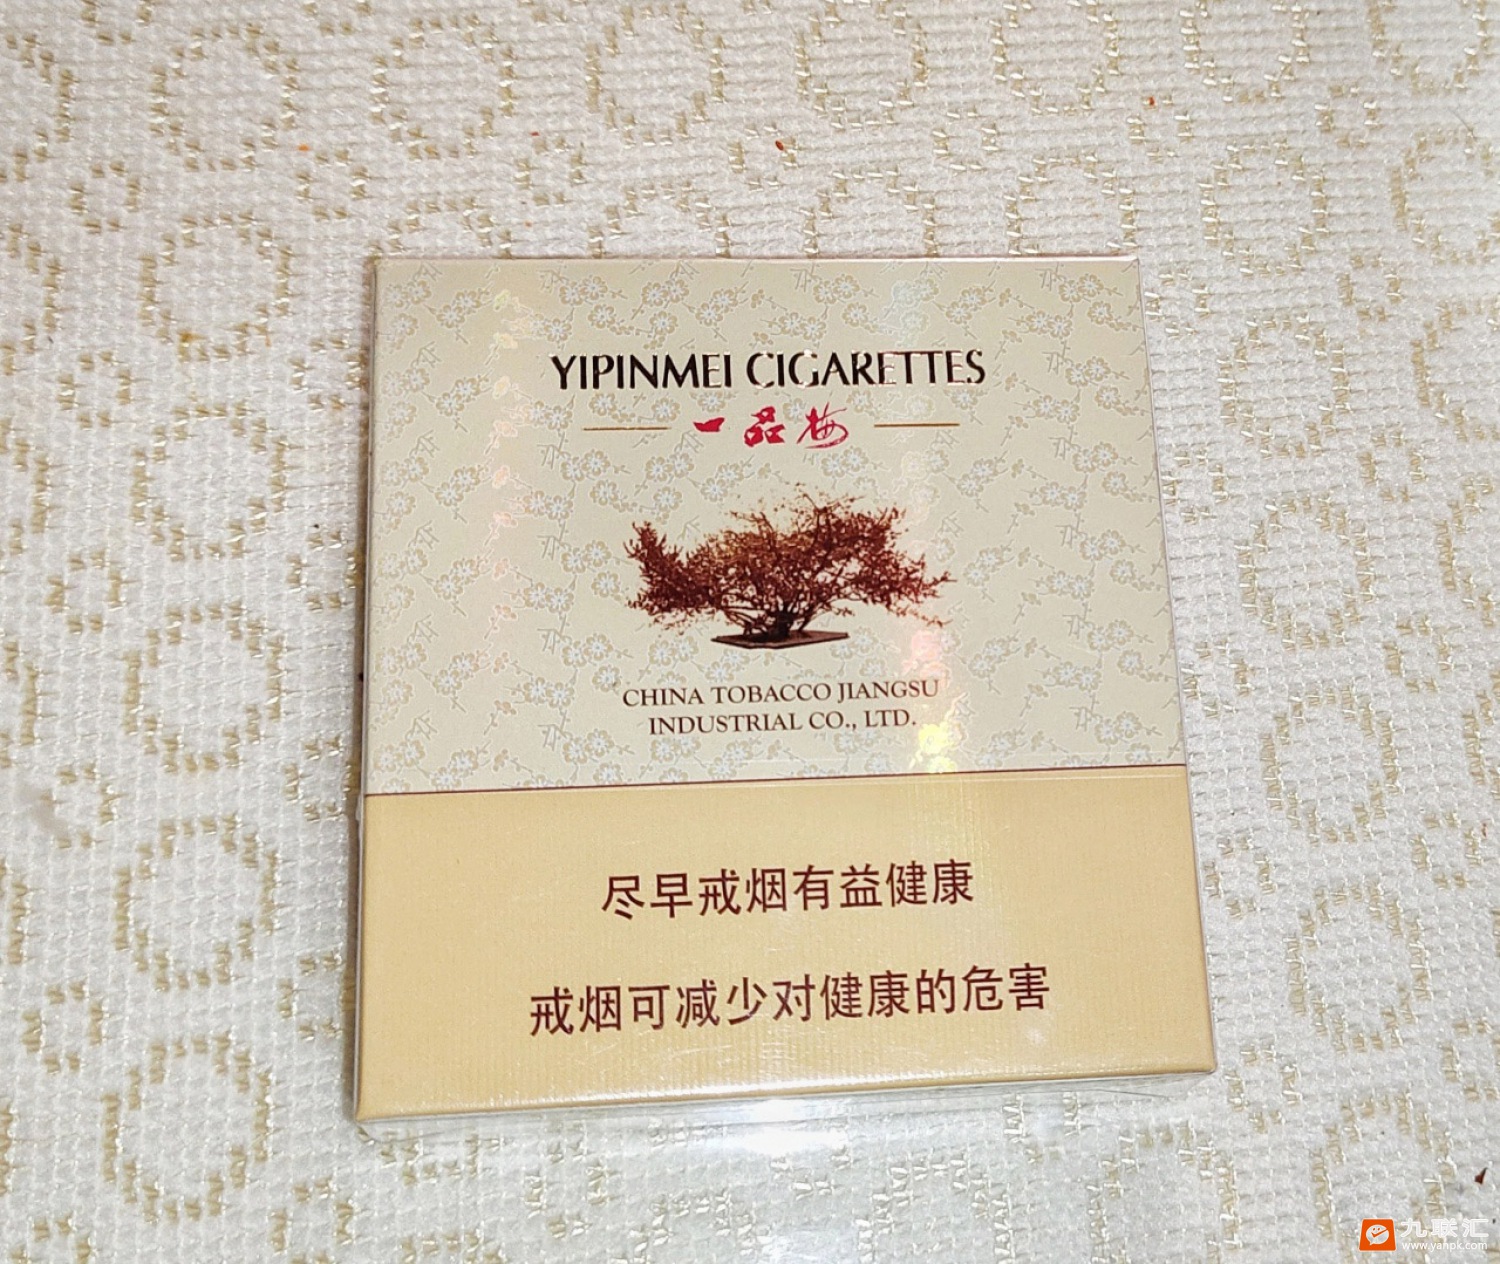 YIPINMEI CIGARETTES
一品梅
CHINA TOBACCO JIANGSU
INDUSTRIAL CO., LTD.
尽早戒烟有益健康
戒烟可减少对健康的危害
九联汇
www.yanpk.com